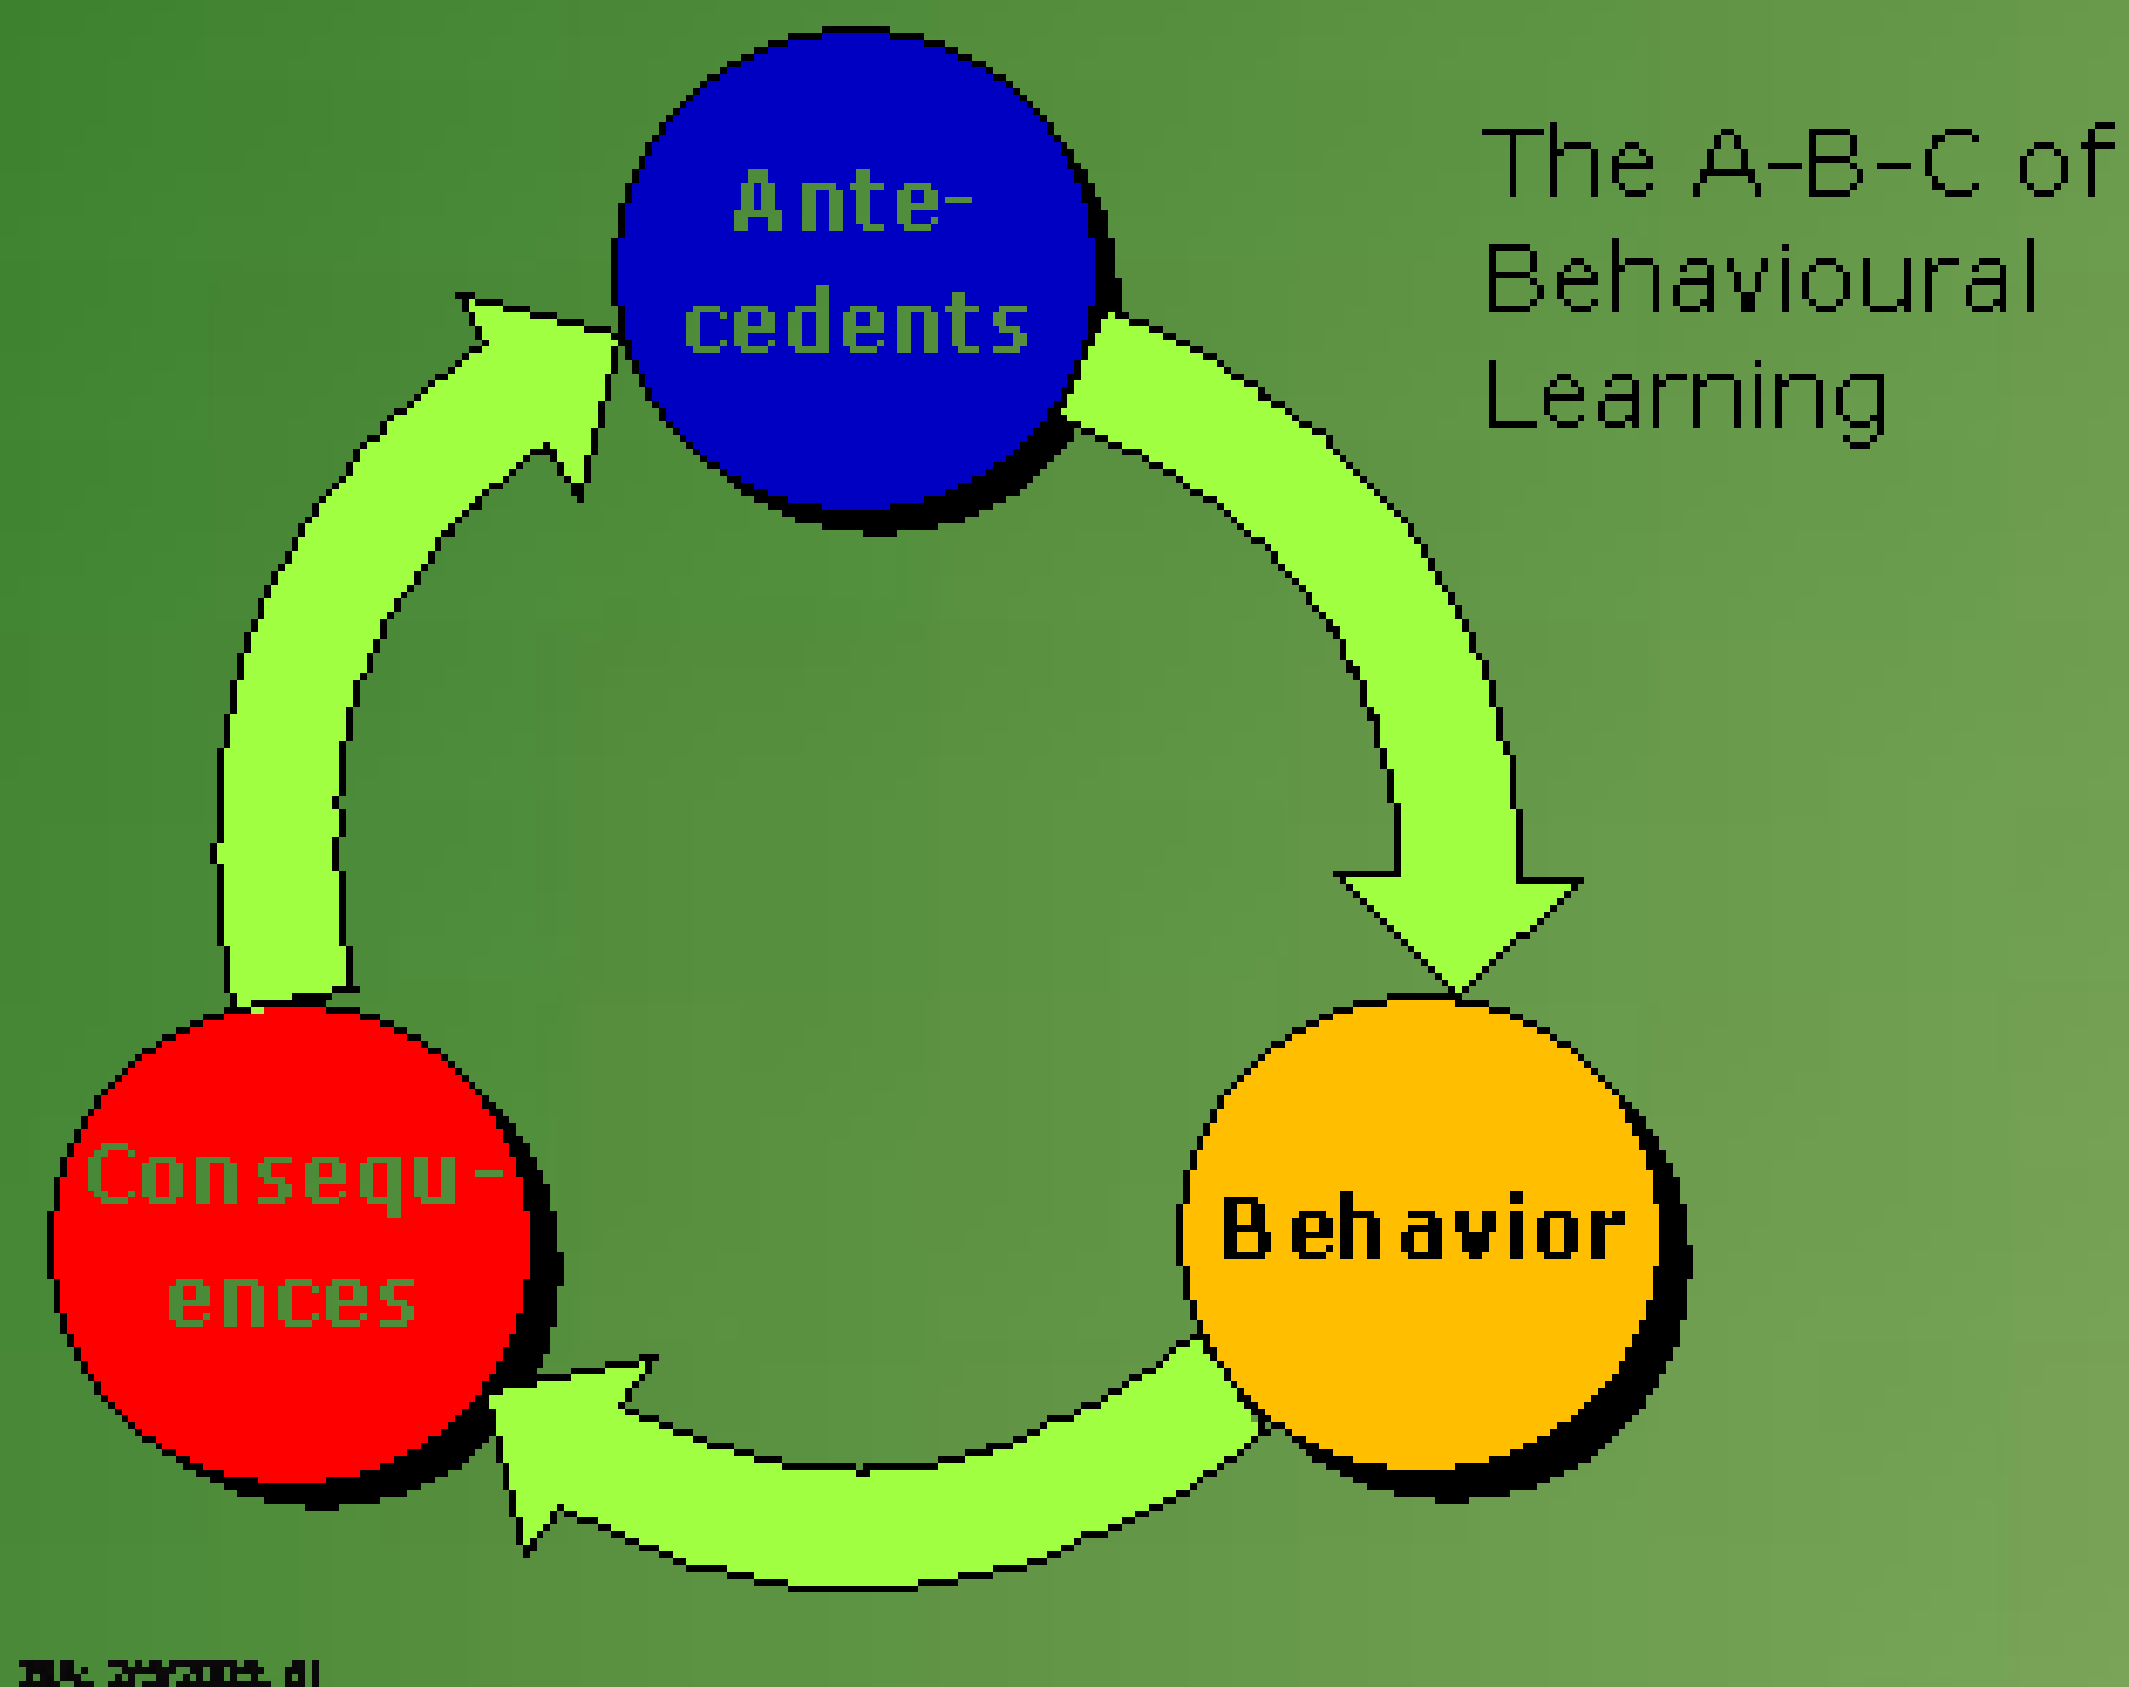 The A-B-C of
Behavioural
Learning
Ante-
cedents
Behavior
Consequ-
ences